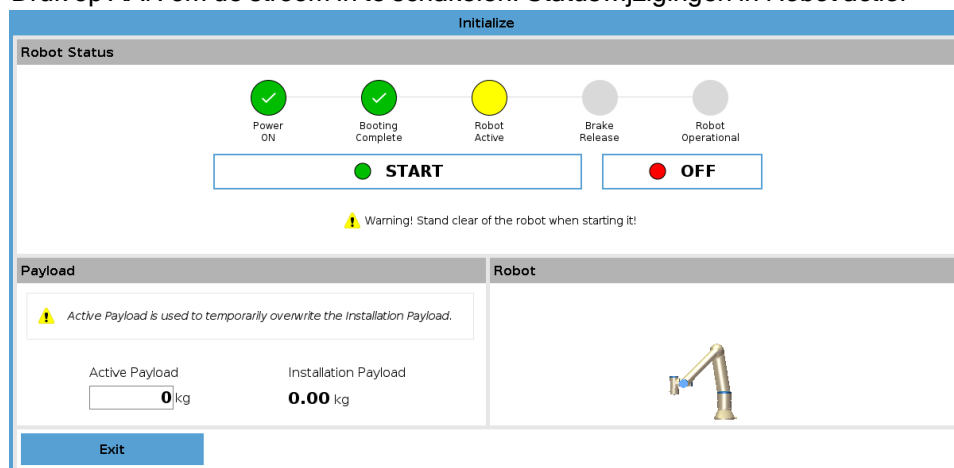 Initialize
Robot Status
Power
ON
Booting
Complete
Robot
Active
Brake
Release
Robot
Operational
START
OFF
Warning! Stand clear of the robot when starting it!
Payload
Robot
Active Payload is used to temporarily overwrite the Installation Payload.
Active Payload
Installation Payload
0 kg
0.00 kg
Exit